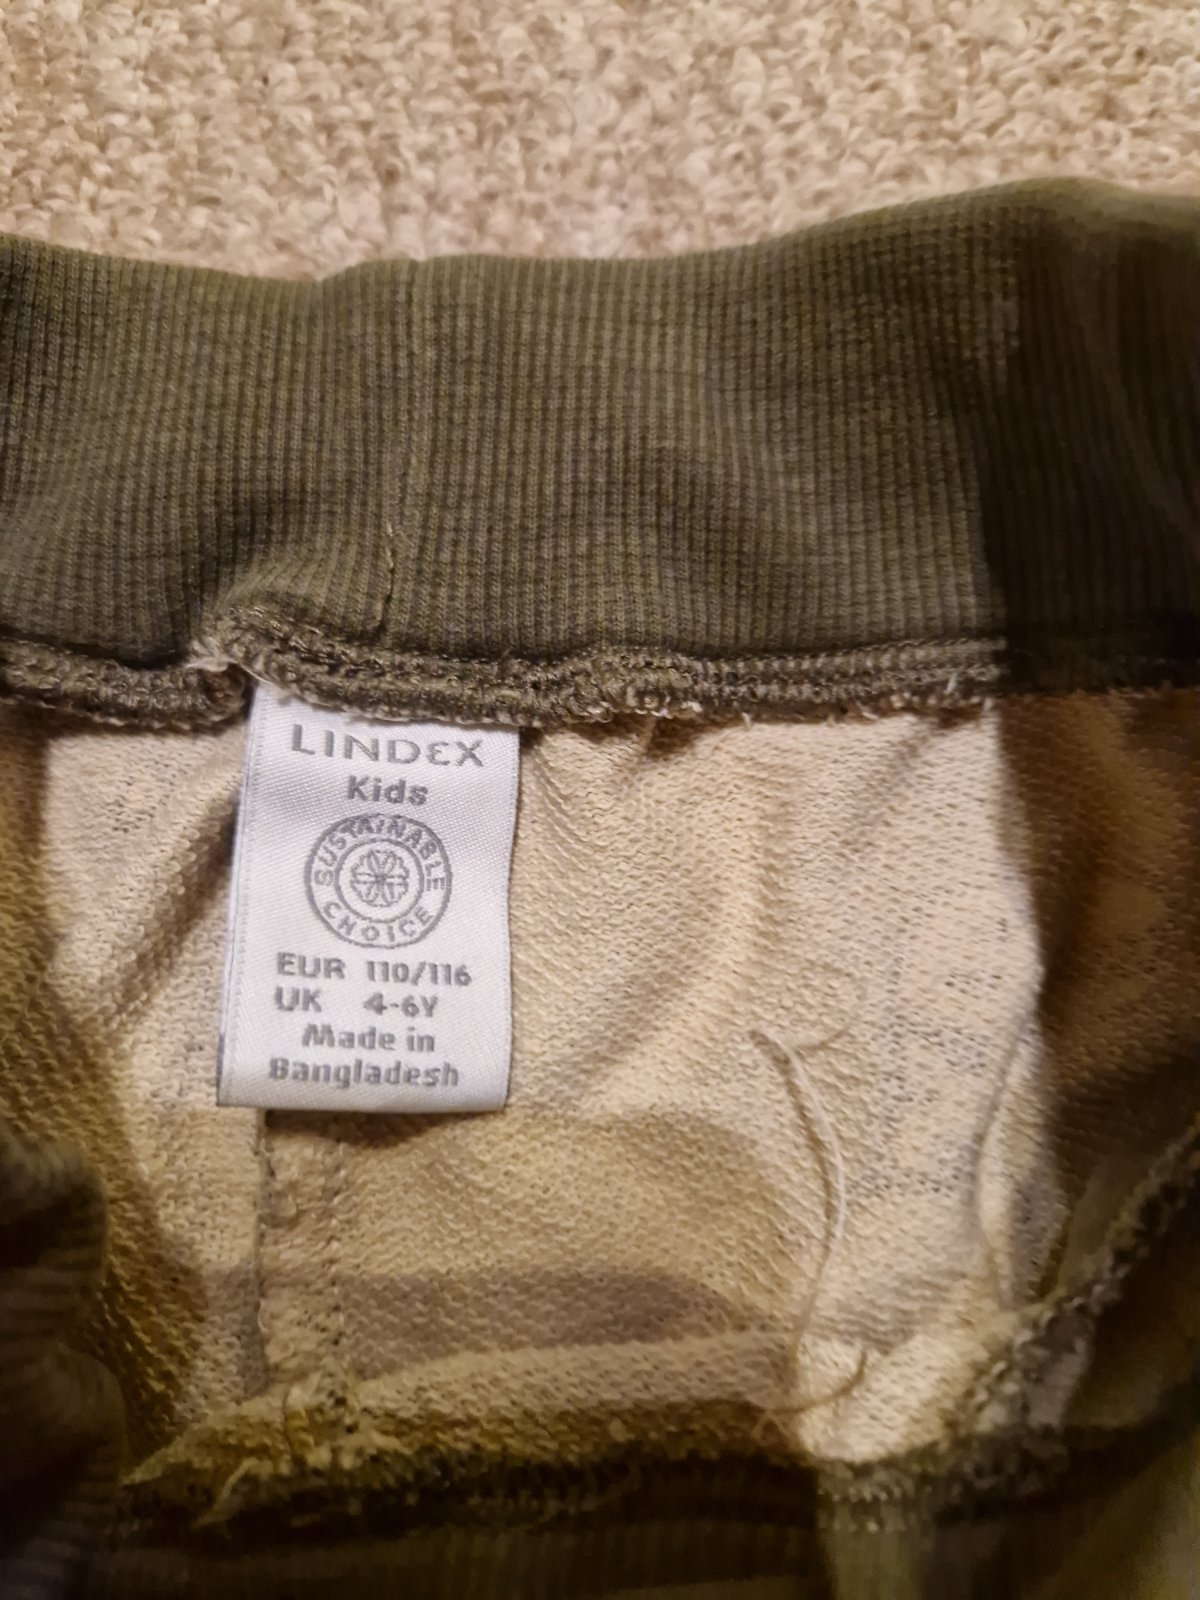 LINDEX
Kids
SUSTAINABLE
CHOICE
EUR 110/116
UK 4-6Y
Made in
Bangladesh